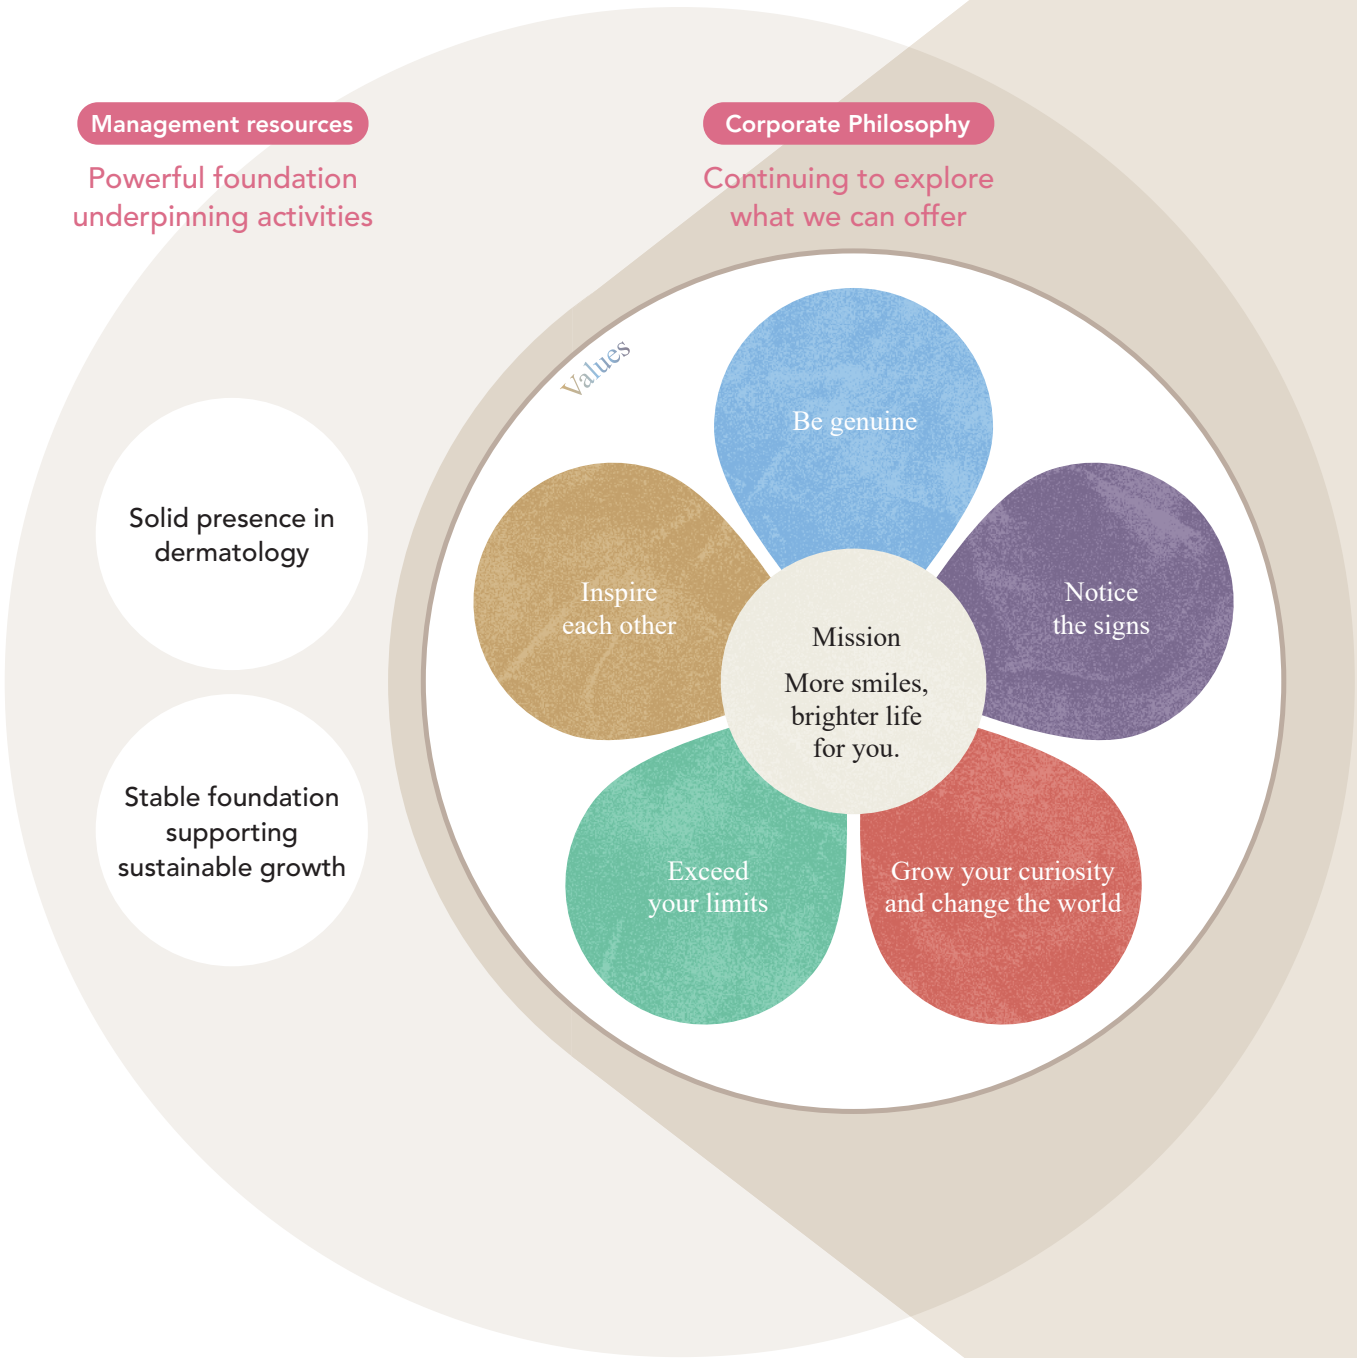 Management resources
Powerful foundation
underpinning activities
Solid presence in
dermatology
Stable foundation
supporting
sustainable growth
Corporate Philosophy
Continuing to explore
what we can offer
Values
Be genuine
Notice
the signs
Grow your curiosity
and change the world
Exceed
your limits
Inspire
each other
Mission
More smiles,
brighter life
for you.